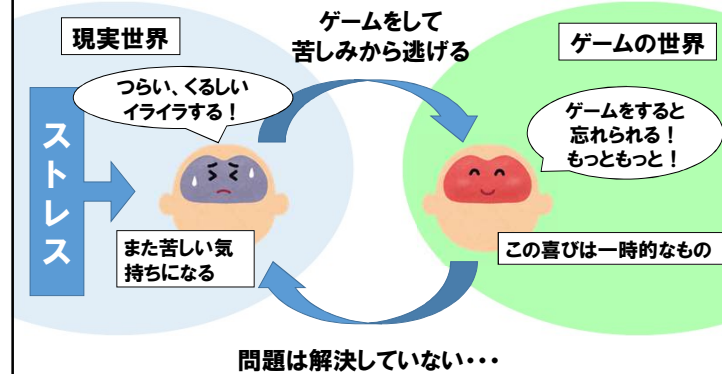 現実世界
ゲームをして
苦しみから逃げる
ゲームの世界
つらい、くるしい
イライラする！
ストレス
ゲームをすると
忘れられる！
もっともっと！
また苦しい気
持ちになる
この喜びは一時的なもの
問題は解決していない・・・